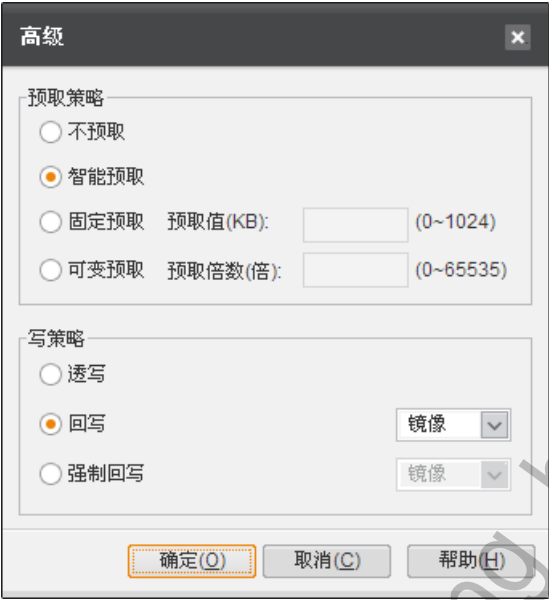 高级
预取策略
不预取
智能预取
固定预取 预取值(KB): (0~1024)
可变预取 预取倍数(倍): (0~65535)
写策略
透写
回写 镜像
强制回写 镜像
确定(O) 取消(C) 帮助(H)